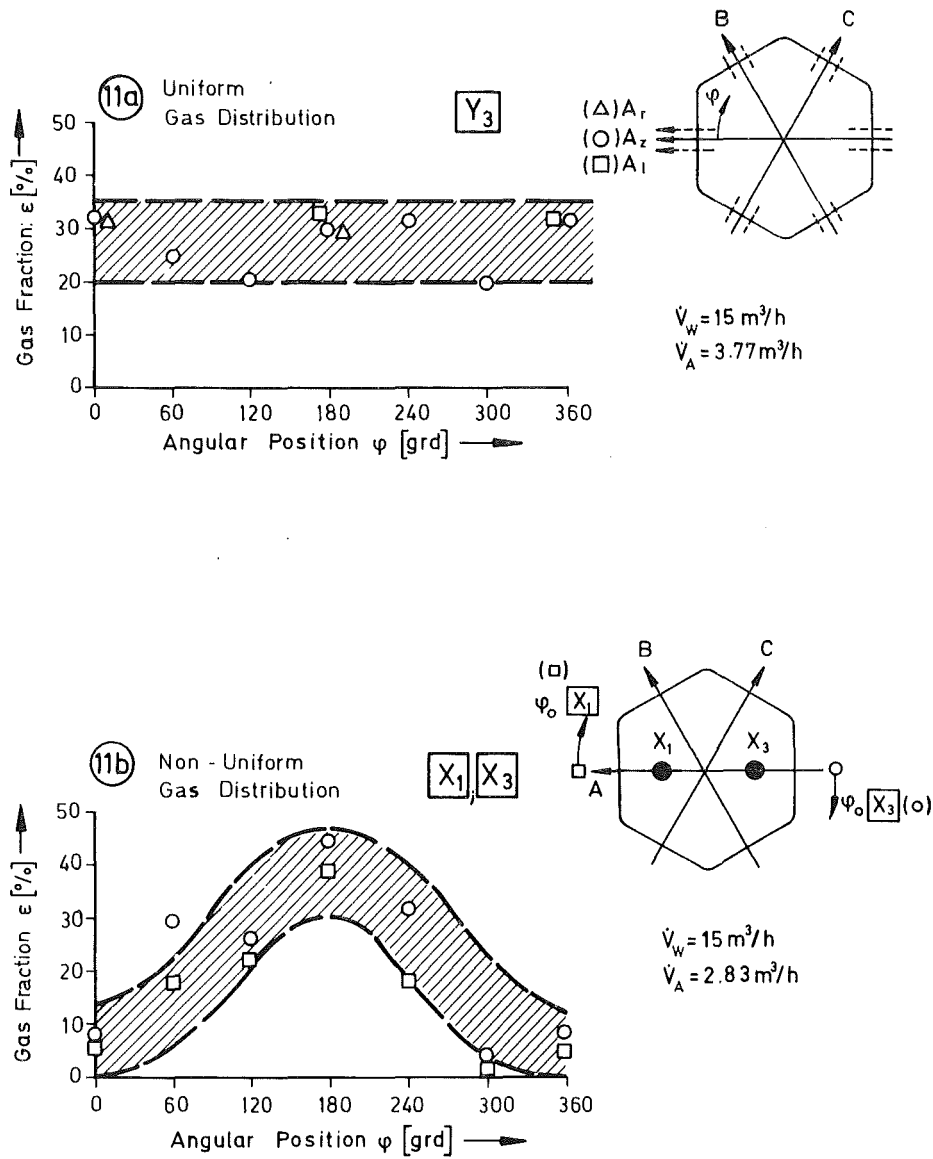 B C
11a Uniform
Gas Distribution
Y3
φ
(△)Ar
(○)Az
(□)Al
50
40
30
20
10
0
Gas Fraction: ε [%]
0 60 120 180 240 300 360
Angular Position φ [grd]
V̇W = 15 m³/h
V̇A = 3.77 m³/h
B C
(□)
φ₀ X1
X1 X3
A
φ₀ X3 (○)
11b Non - Uniform
Gas Distribution
X1, X3
50
40
30
20
10
0
Gas Fraction ε [%]
0 60 120 180 240 300 360
Angular Position φ [grd]
V̇W = 15 m³/h
V̇A = 2.83 m³/h